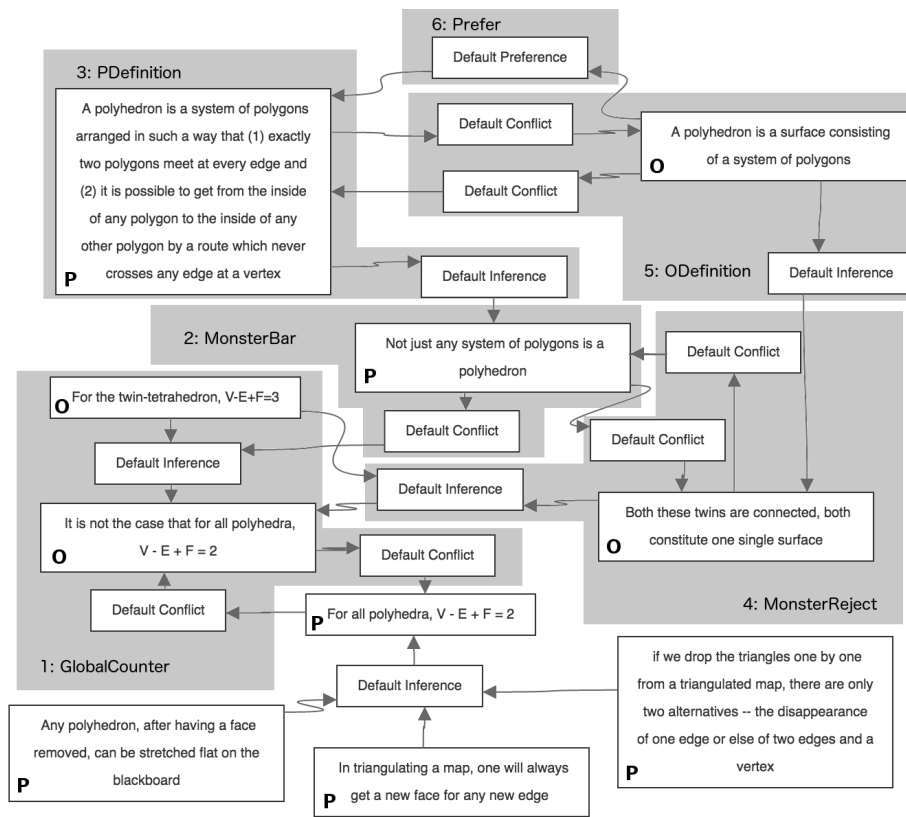 6: Prefer
Default Preference
3: PDefinition
A polyhedron is a system of polygons
arranged in such a way that (1) exactly
two polygons meet at every edge and
(2) it is possible to get from the inside
of any polygon to the inside of any
other polygon by a route which never
crosses any edge at a vertex
P
Default Conflict
A polyhedron is a surface consisting
of a system of polygons
O
Default Conflict
Default Inference
5: ODefinition
Default Inference
2: MonsterBar
Not just any system of polygons is a
polyhedron
P
Default Conflict
For the twin-tetrahedron, V-E+F=3
O
Default Conflict
Default Conflict
Default Inference
Default Inference
It is not the case that for all polyhedra,
V - E + F = 2
O
Both these twins are connected, both
constitute one single surface
O
Default Conflict
4: MonsterReject
Default Conflict
For all polyhedra, V - E + F = 2
P
1: GlobalCounter
Default Inference
if we drop the triangles one by one
from a triangulated map, there are only
two alternatives -- the disappearance
of one edge or else of two edges and a
vertex
P
Any polyhedron, after having a face
removed, can be stretched flat on the
blackboard
P
In triangulating a map, one will always
get a new face for any new edge
P